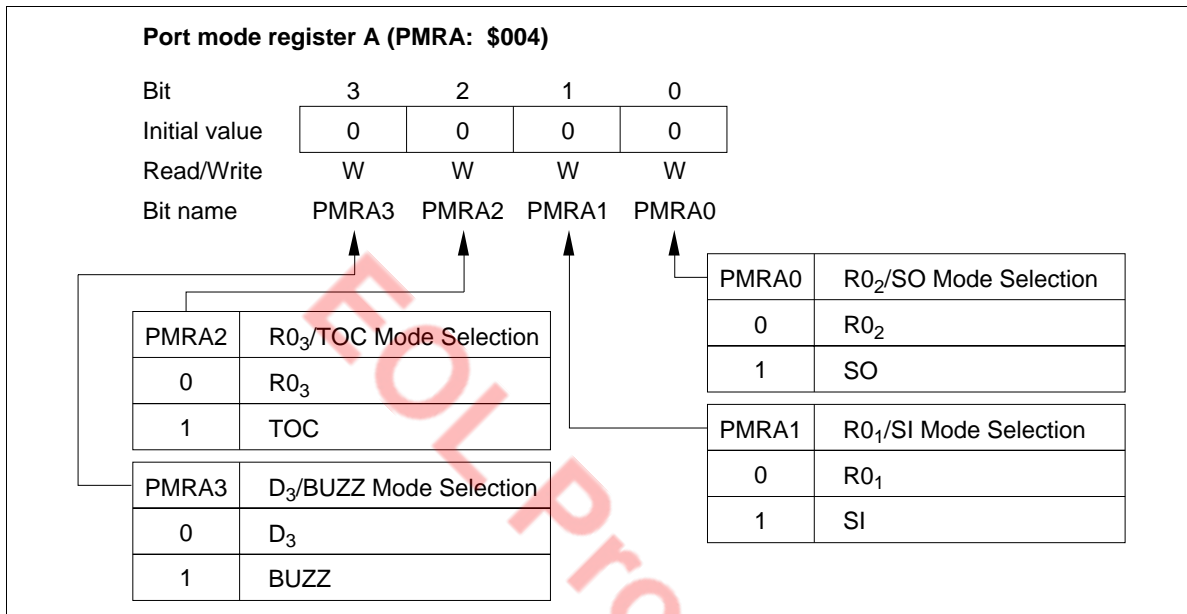 Port mode register A (PMRA: $004)
Bit 3 2 1 0
Initial value 0 0 0 0
Read/Write W W W W
Bit name PMRA3 PMRA2 PMRA1 PMRA0
PMRA2 R0₃/TOC Mode Selection
0 R0₃
1 TOC
PMRA3 D₃/BUZZ Mode Selection
0 D₃
1 BUZZ
PMRA0 R0₂/SO Mode Selection
0 R0₂
1 SO
PMRA1 R0₁/SI Mode Selection
0 R0₁
1 SI
EOL Pro